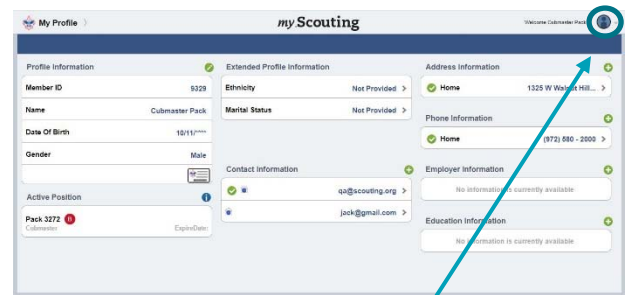 My Profile
my.Scouting
Welcome Cubmaster Pack
Profile Information
Member ID 9329
Name Cubmaster Pack
Date Of Birth 10/11/****
Gender Male
Active Position
Pack 3272
Cubmaster ExpireDate:
Extended Profile Information
Ethnicity Not Provided >
Marital Status Not Provided >
Contact Information
qa@scouting.org >
jack@gmail.com >
Address Information
Home 1325 W Walnut Hill... >
Phone Information
Home (972) 580 - 2000 >
Employer Information
No information is currently available
Education Information
No information is currently available